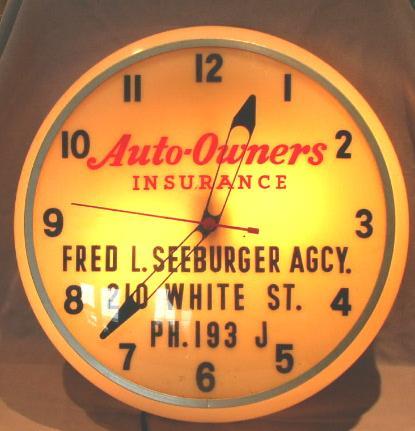 12
11 1
10 Auto-Owners 2
INSURANCE
9 3
FRED L. SEEBURGER AGCY.
8 210 WHITE ST. 4
PH. 193 J
7 5
6